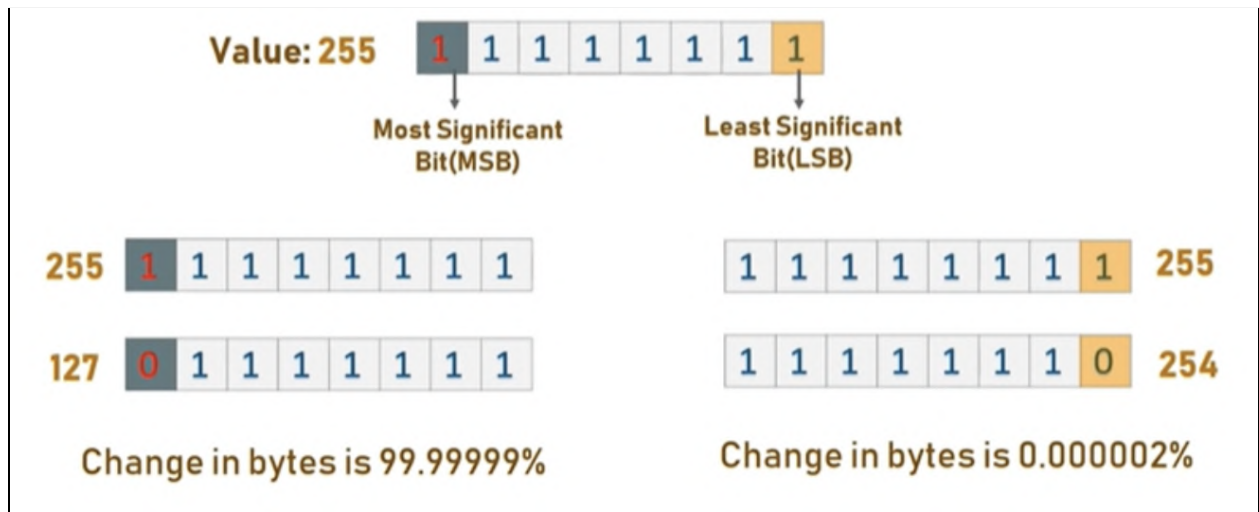 Value: 255 1 1 1 1 1 1 1 1
Most Significant
Bit(MSB)
Least Significant
Bit(LSB)
255 1 1 1 1 1 1 1 1
1 1 1 1 1 1 1 1 255
127 0 1 1 1 1 1 1 1
1 1 1 1 1 1 1 0 254
Change in bytes is 99.99999%
Change in bytes is 0.000002%